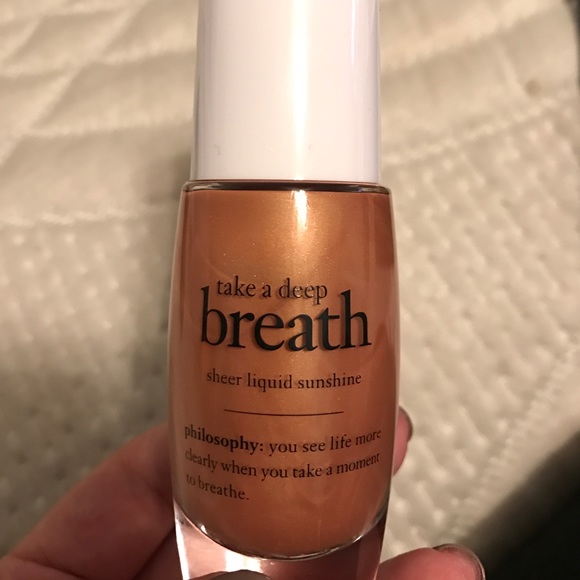 take a deep
breath
sheer liquid sunshine
philosophy: you see life more
clearly when you take a moment
to breathe.